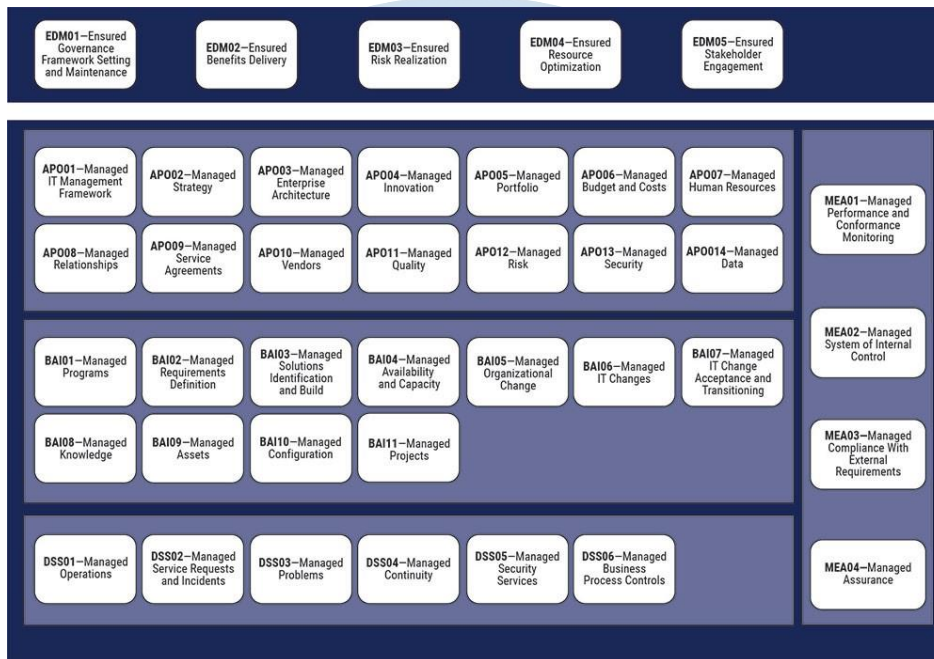 EDM01—Ensured
Governance
Framework Setting
and Maintenance
EDM02—Ensured
Benefits Delivery
EDM03—Ensured
Risk Realization
EDM04—Ensured
Resource
Optimization
EDM05—Ensured
Stakeholder
Engagement
APO01—Managed
IT Management
Framework
APO02—Managed
Strategy
APO03—Managed
Enterprise
Architecture
APO04—Managed
Innovation
APO05—Managed
Portfolio
APO06—Managed
Budget and Costs
APO07—Managed
Human Resources
APO08—Managed
Relationships
APO09—Managed
Service
Agreements
APO10—Managed
Vendors
APO11—Managed
Quality
APO12—Managed
Risk
APO13—Managed
Security
APO014—Managed
Data
BAI01—Managed
Programs
BAI02—Managed
Requirements
Definition
BAI03—Managed
Solutions
Identification
and Build
BAI04—Managed
Availability
and Capacity
BAI05—Managed
Organizational
Change
BAI06—Managed
IT Changes
BAI07—Managed
IT Change
Acceptance and
Transitioning
BAI08—Managed
Knowledge
BAI09—Managed
Assets
BAI10—Managed
Configuration
BAI11—Managed
Projects
DSS01—Managed
Operations
DSS02—Managed
Service Requests
and Incidents
DSS03—Managed
Problems
DSS04—Managed
Continuity
DSS05—Managed
Security
Services
DSS06—Managed
Business
Process Controls
MEA01—Managed
Performance and
Conformance
Monitoring
MEA02—Managed
System of Internal
Control
MEA03—Managed
Compliance With
External
Requirements
MEA04—Managed
Assurance